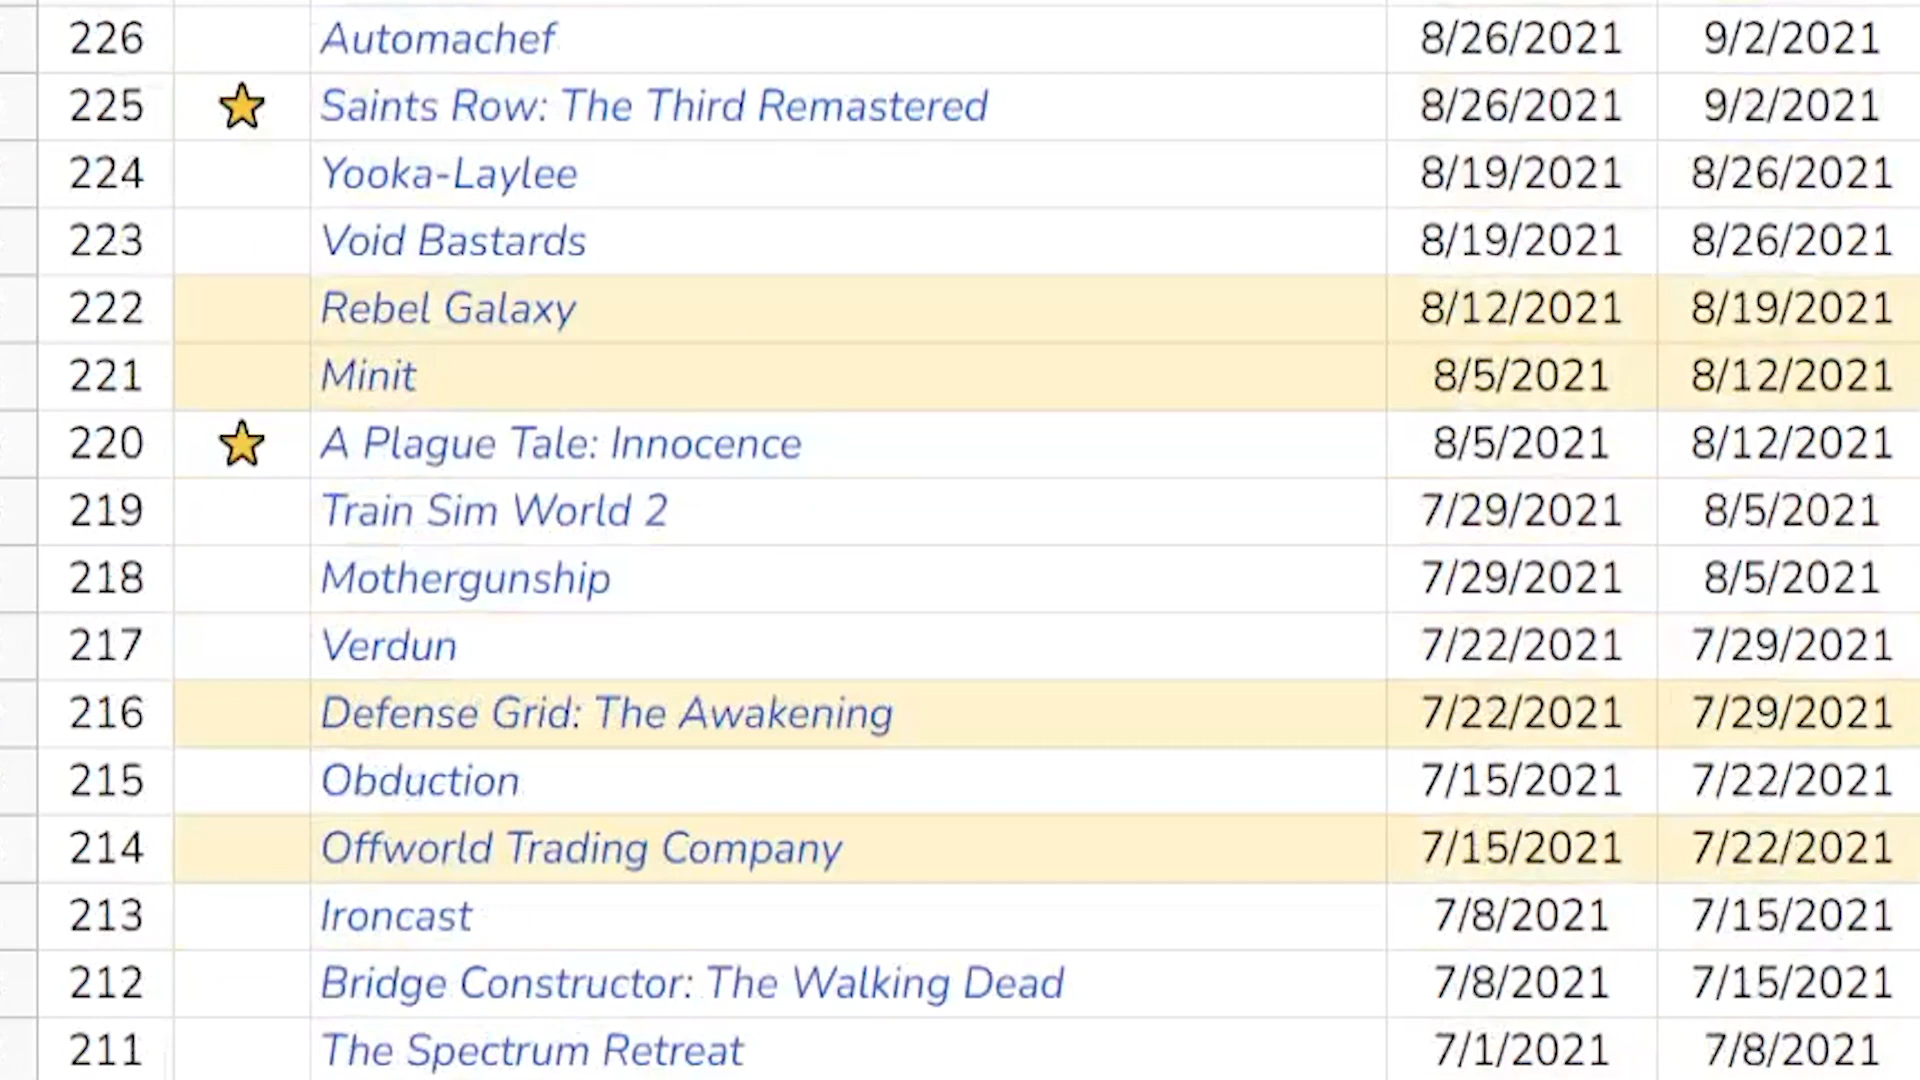 226 Automachef 8/26/2021 9/2/2021
225 Saints Row: The Third Remastered 8/26/2021 9/2/2021
224 Yooka-Laylee 8/19/2021 8/26/2021
223 Void Bastards 8/19/2021 8/26/2021
222 Rebel Galaxy 8/12/2021 8/19/2021
221 Minit 8/5/2021 8/12/2021
220 A Plague Tale: Innocence 8/5/2021 8/12/2021
219 Train Sim World 2 7/29/2021 8/5/2021
218 Mothergunship 7/29/2021 8/5/2021
217 Verdun 7/22/2021 7/29/2021
216 Defense Grid: The Awakening 7/22/2021 7/29/2021
215 Obduction 7/15/2021 7/22/2021
214 Offworld Trading Company 7/15/2021 7/22/2021
213 Ironcast 7/8/2021 7/15/2021
212 Bridge Constructor: The Walking Dead 7/8/2021 7/15/2021
211 The Spectrum Retreat 7/1/2021 7/8/2021